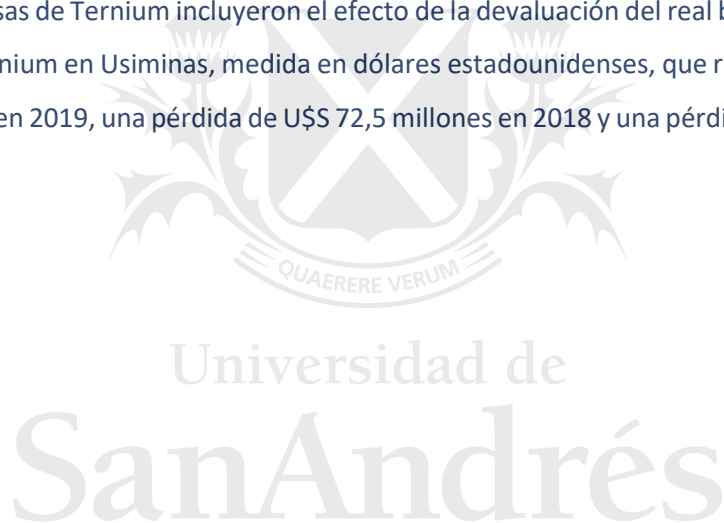 sas de Ternium incluyeron el efecto de la devaluación del real b
nium en Usiminas, medida en dólares estadounidenses, que r
en 2019, una pérdida de U$S 72,5 millones en 2018 y una pérdi
QUAERERE VERUM
Universidad de
SanAndrés